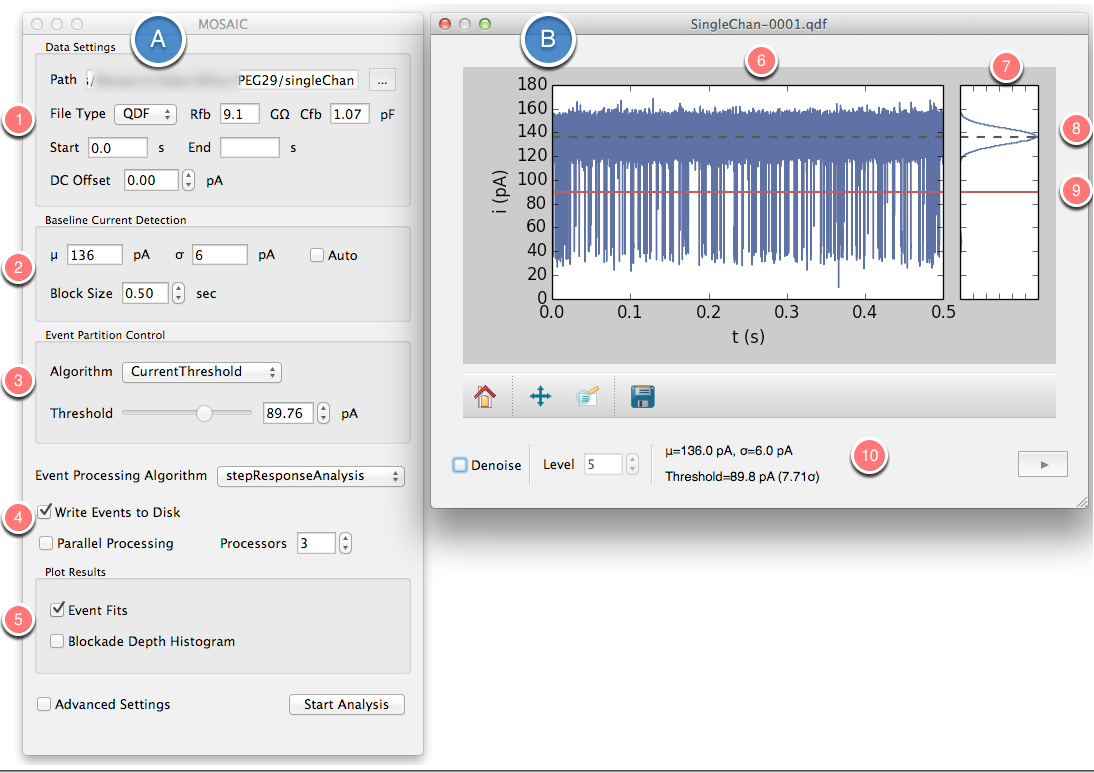 MOSAIC
A
Data Settings
Path PEG29/singleChan ...
1
File Type QDF Rfb 9.1 GΩ Cfb 1.07 pF
Start 0.0 s End s
DC Offset 0.00 pA
Baseline Current Detection
2
μ 136 pA σ 6 pA Auto
Block Size 0.50 sec
Event Partition Control
3
Algorithm CurrentThreshold
Threshold 89.76 pA
Event Processing Algorithm stepResponseAnalysis
4
Write Events to Disk
Parallel Processing Processors 3
Plot Results
5
Event Fits
Blockade Depth Histogram
Advanced Settings Start Analysis
SingleChan-0001.qdf
B
6
7
8
9
180
160
140
120
100
80
60
40
20
0
i (pA)
0.0 0.1 0.2 0.3 0.4 0.5
t (s)
Denoise Level 5
μ=136.0 pA, σ=6.0 pA
Threshold=89.8 pA (7.71σ)
10